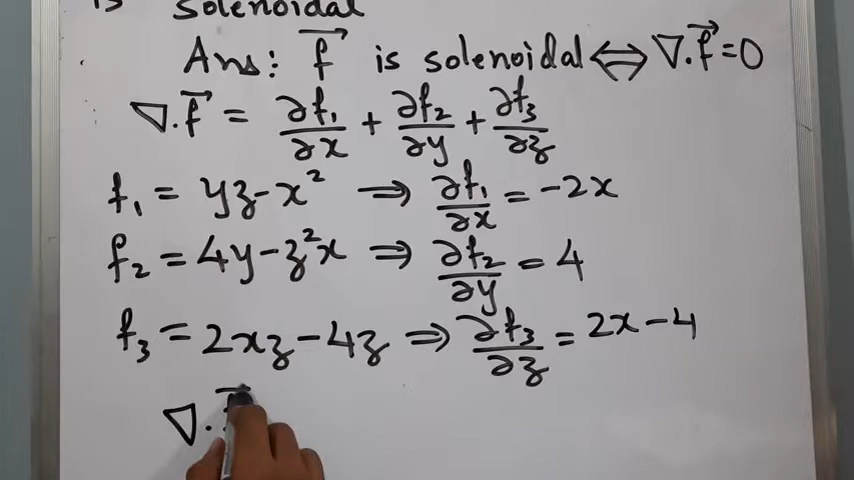 is solenoidal
Ans: f⃗ is solenoidal ⇔ ∇.f⃗ = 0
∇.f⃗ = ∂f₁/∂x + ∂f₂/∂y + ∂f₃/∂z
f₁ = yz - x² ⇒ ∂f₁/∂x = -2x
f₂ = 4y - z²x ⇒ ∂f₂/∂y = 4
f₃ = 2xz - 4z ⇒ ∂f₃/∂z = 2x - 4
∇.